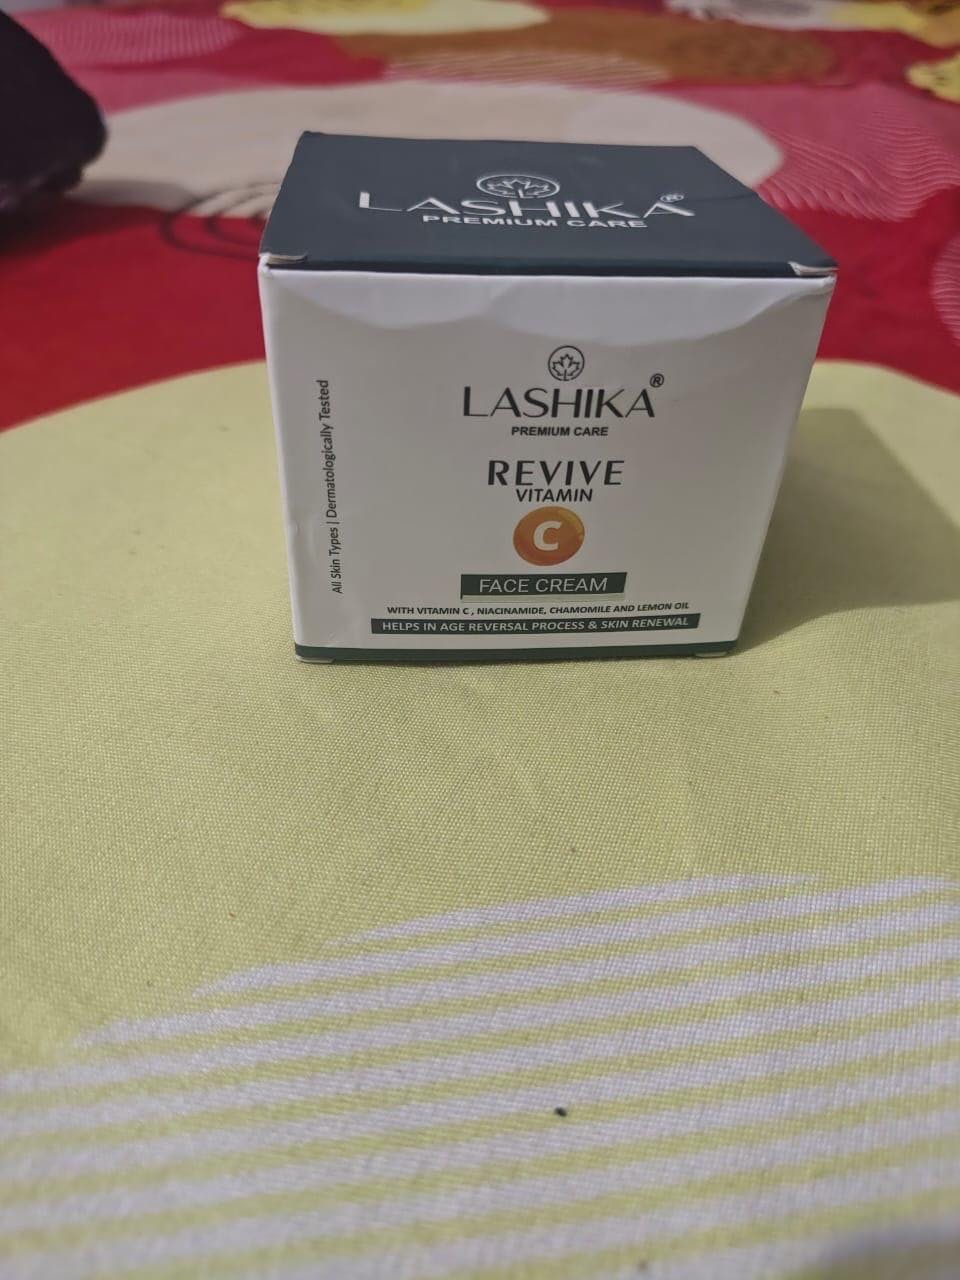 LASHIKA®
PREMIUM CARE
LASHIKA®
PREMIUM CARE
REVIVE
VITAMIN
C
FACE CREAM
WITH VITAMIN C , NIACINAMIDE, CHAMOMILE AND LEMON OIL
HELPS IN AGE REVERSAL PROCESS & SKIN RENEWAL
All Skin Types | Dermatologically Tested